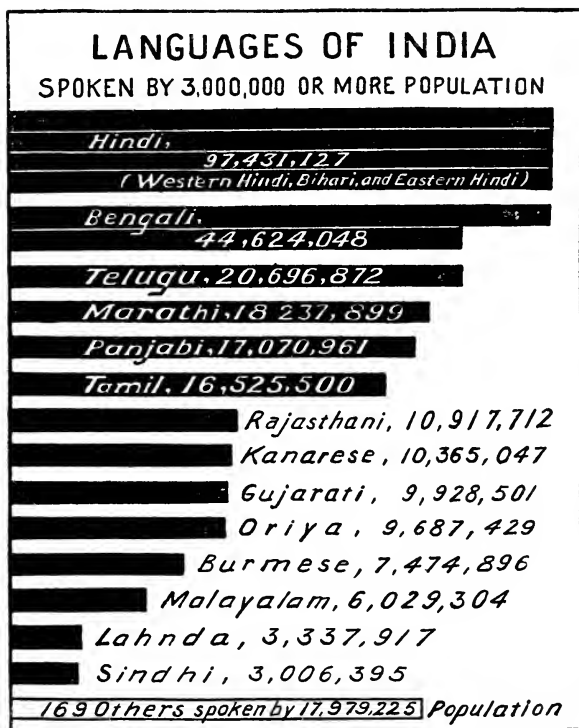 LANGUAGES OF INDIA
SPOKEN BY 3,000,000 OR MORE POPULATION
Hindi,
97,431,127
(Western Hindi, Bihari, and Eastern Hindi)
Bengali,
44,624,048
Telugu, 20,696,872
Marathi, 18 237,899
Panjabi, 17,070,961
Tamil, 16,525,500
Rajasthani, 10,917,712
Kanarese, 10,365,047
Gujarati, 9,928,501
Oriya, 9,687,429
Burmese, 7,474,896
Malayalam, 6,029,304
Lahnda, 3,337,917
Sindhi, 3,006,395
169 Others spoken by 17,979,225 Population